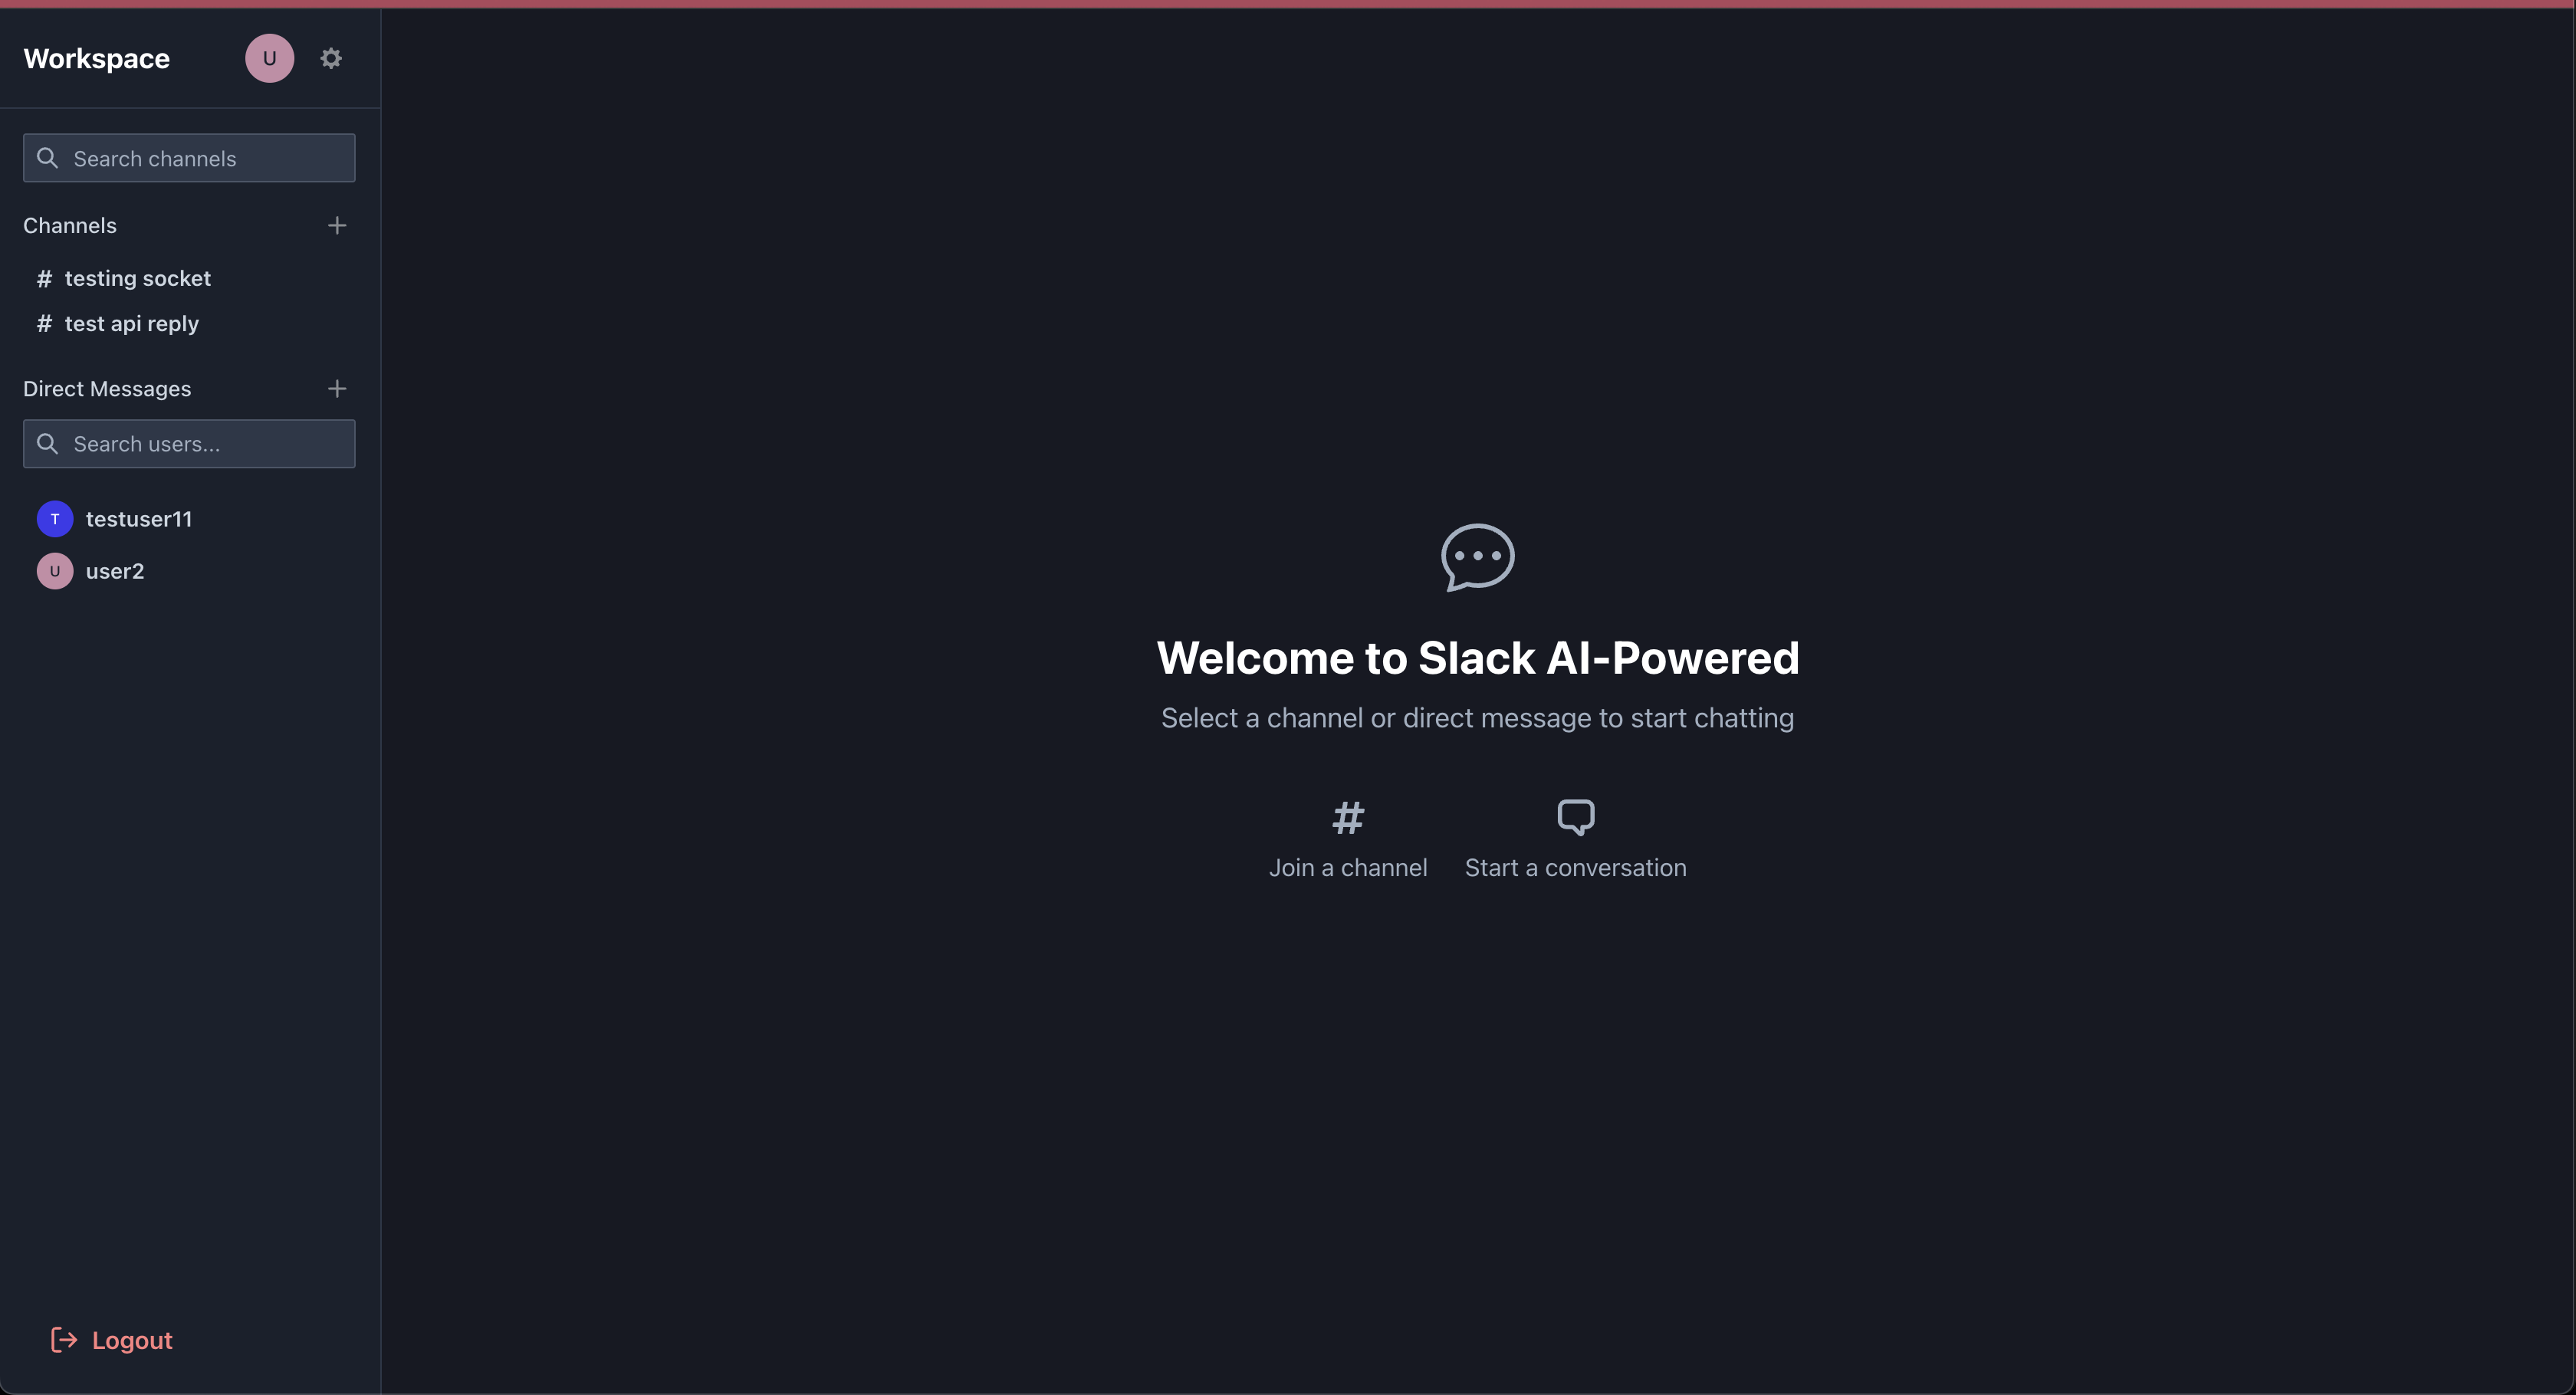 Workspace
U
Search channels
Channels
# testing socket
# test api reply
Direct Messages
Search users...
T testuser11
U user2
Logout
Welcome to Slack AI-Powered
Select a channel or direct message to start chatting
#
Join a channel
Start a conversation